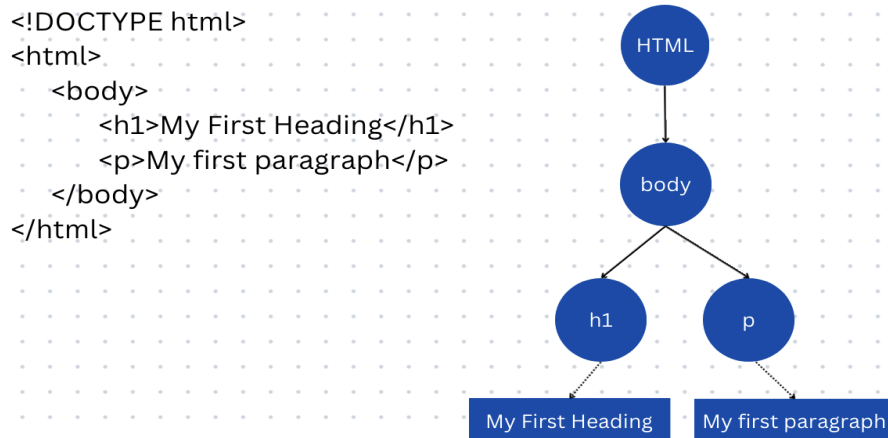 <!DOCTYPE html>
<html>
<body>
<h1>My First Heading</h1>
<p>My first paragraph</p>
</body>
</html>
HTML
body
h1
p
My First Heading
My first paragraph